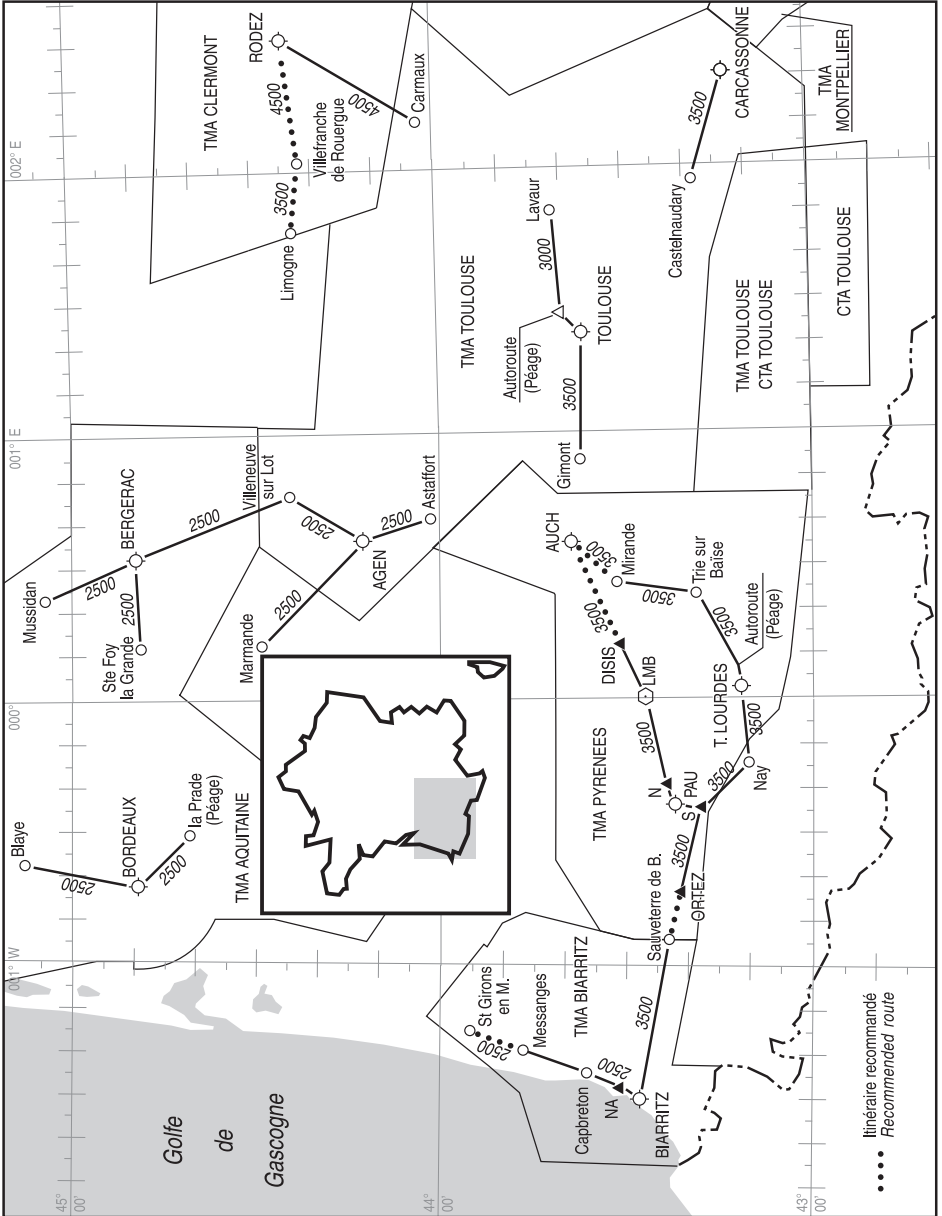 002° E
001° E
000°
001° W
45°
00'
44°
00'
43°
00'
Golfe
de
Gascogne
Blaye
2500
BORDEAUX
2500
la Prade
(Péage)
TMA AQUITAINE
Mussidan
2500
BERGERAC
2500
Ste Foy
la Grande
2500
Villeneuve
sur Lot
2500
AGEN
2500
Astaffort
Marmande
2500
TMA CLERMONT
RODEZ
4500
4500
Villefranche
de Rouergue
3500
Limogne
Carmaux
TMA TOULOUSE
Lavaur
3000
Autoroute
(Péage)
TOULOUSE
3500
Gimont
CARCASSONNE
3500
Castelnaudary
TMA
MONTPELLIER
TMA TOULOUSE
CTA TOULOUSE
CTA TOULOUSE
AUCH
3500
Mirande
3500
Trie sur
Baïse
3500
Autoroute
(Péage)
T. LOURDES
3500
Nay
3500
3500
DISIS
LMB
3500
N
PAU
S
TMA PYRENEES
3500
ORTEZ
Sauveterre de B.
3500
TMA BIARRITZ
St Girons
en M.
2500
Messanges
2500
Capbreton
NA
BIARRITZ
Itinéraire recommandé
Recommended route